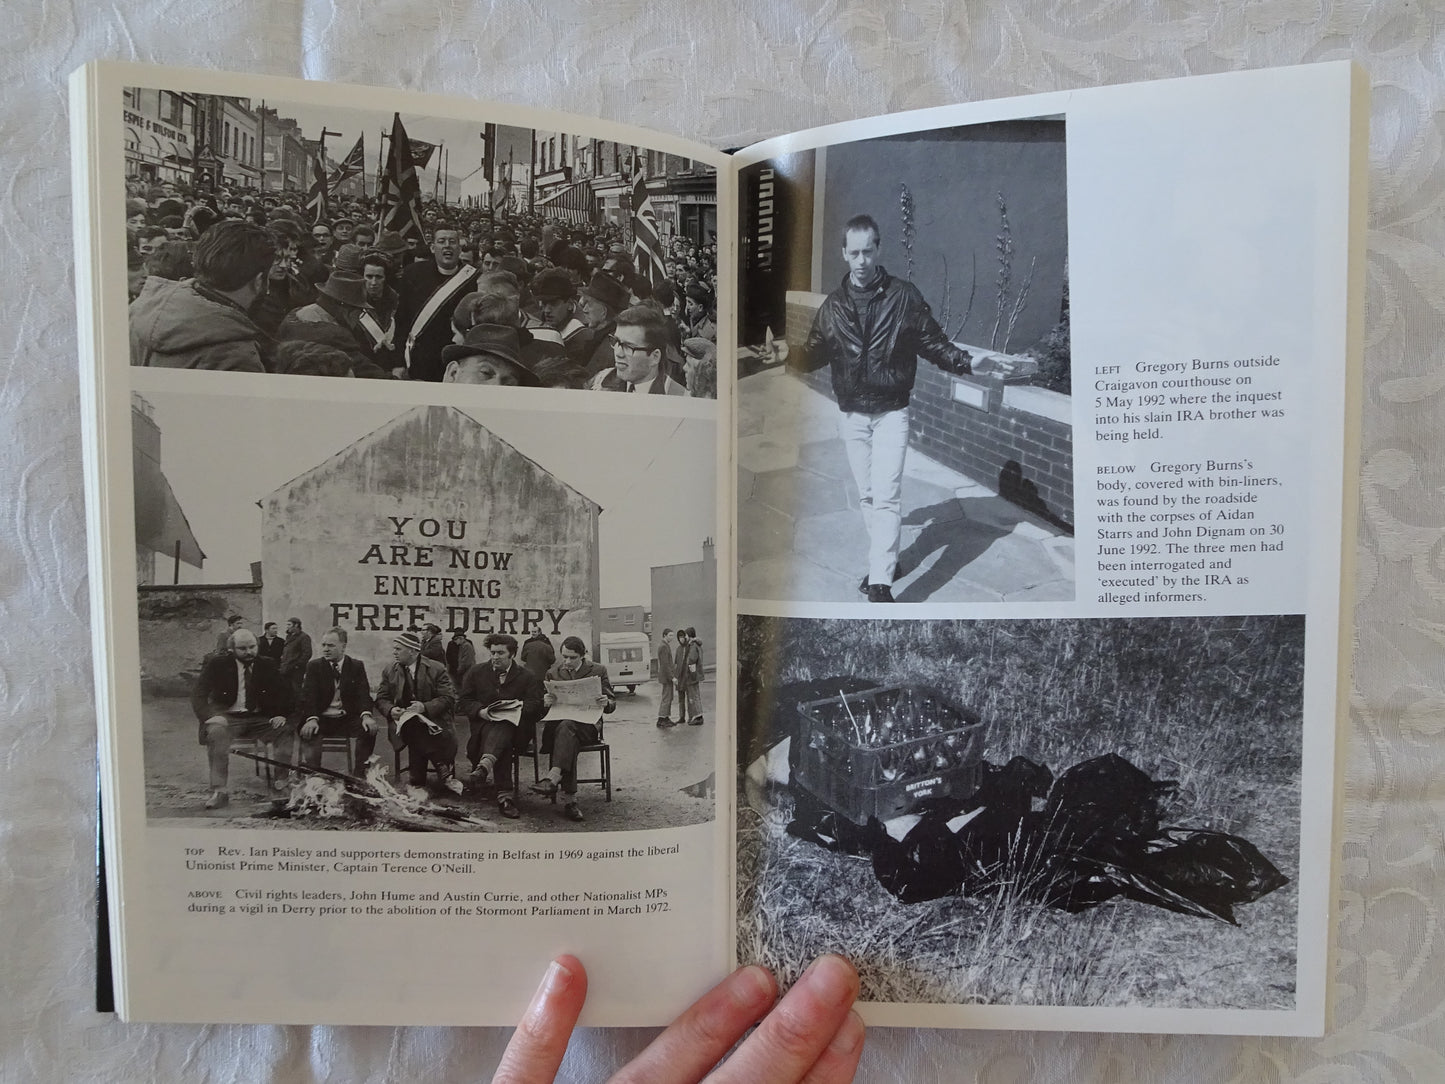 ESPIE & WILSON LTD
YOU
ARE NOW
ENTERING
FREE DERRY
TOP Rev. Ian Paisley and supporters demonstrating in Belfast in 1969 against the liberal
Unionist Prime Minister, Captain Terence O'Neill.
ABOVE Civil rights leaders, John Hume and Austin Currie, and other Nationalist MPs
during a vigil in Derry prior to the abolition of the Stormont Parliament in March 1972.
LEFT Gregory Burns outside
Craigavon courthouse on
5 May 1992 where the inquest
into his slain IRA brother was
being held.
BELOW Gregory Burns's
body, covered with bin-liners,
was found by the roadside
with the corpses of Aidan
Starrs and John Dignam on 30
June 1992. The three men had
been interrogated and
‘executed’ by the IRA as
alleged informers.
BRITTON'S
YORK